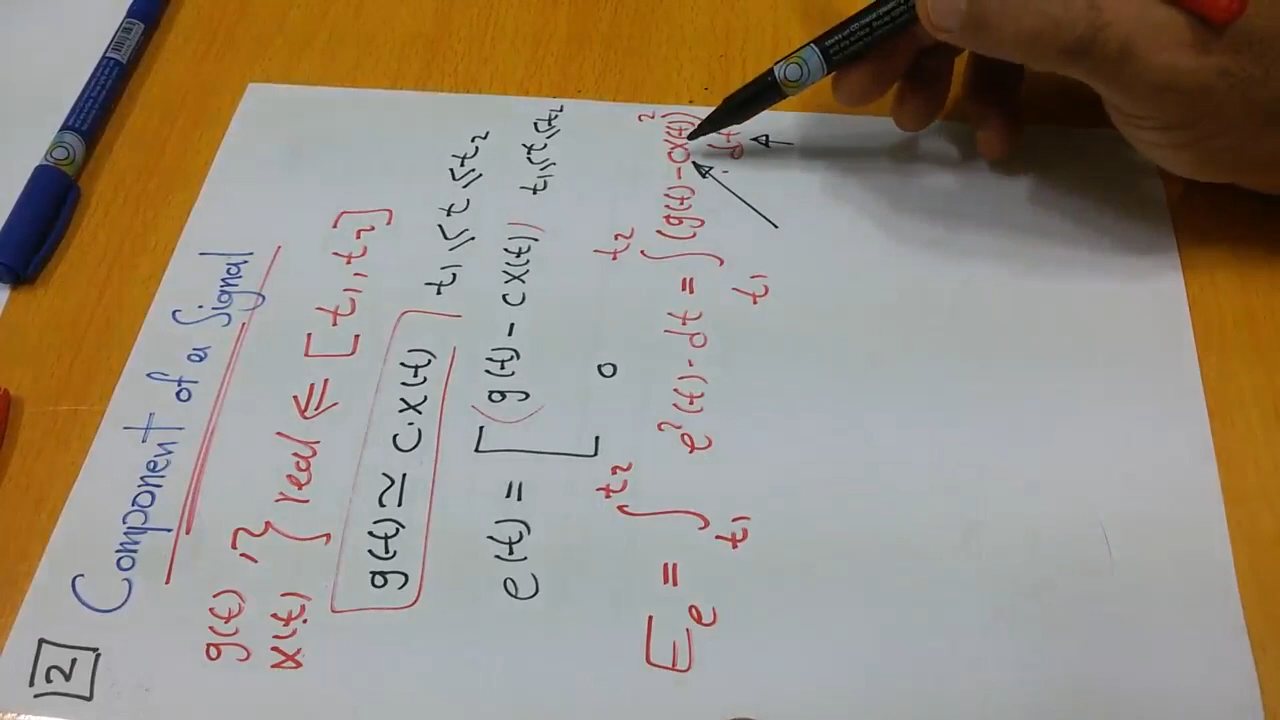 2
Component of a Signal
g(t), } real ⇐ [t₁, t₂]
x(t)
g(t) ≃ C.x(t) t₁ ≤ t ≤ t₂
e(t) = [ (g(t) - c x(t)) t₁ ≤ t ≤ t₂
o
Eₑ = ∫ₜ₁ᵗ² e²(t) - dt = ∫ₜ₁ᵗ² (g(t) - cx(t))² . dt